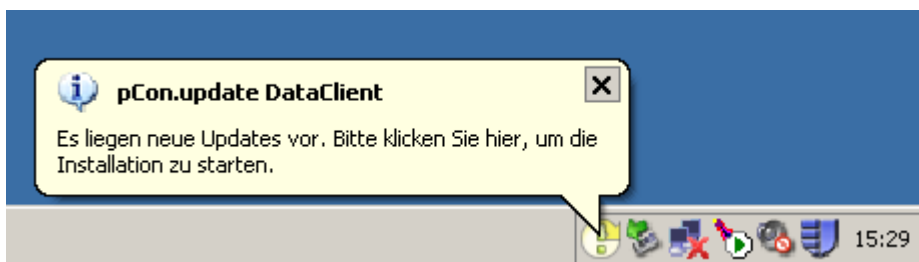 pCon.update DataClient
Es liegen neue Updates vor. Bitte klicken Sie hier, um die
Installation zu starten.
15:29